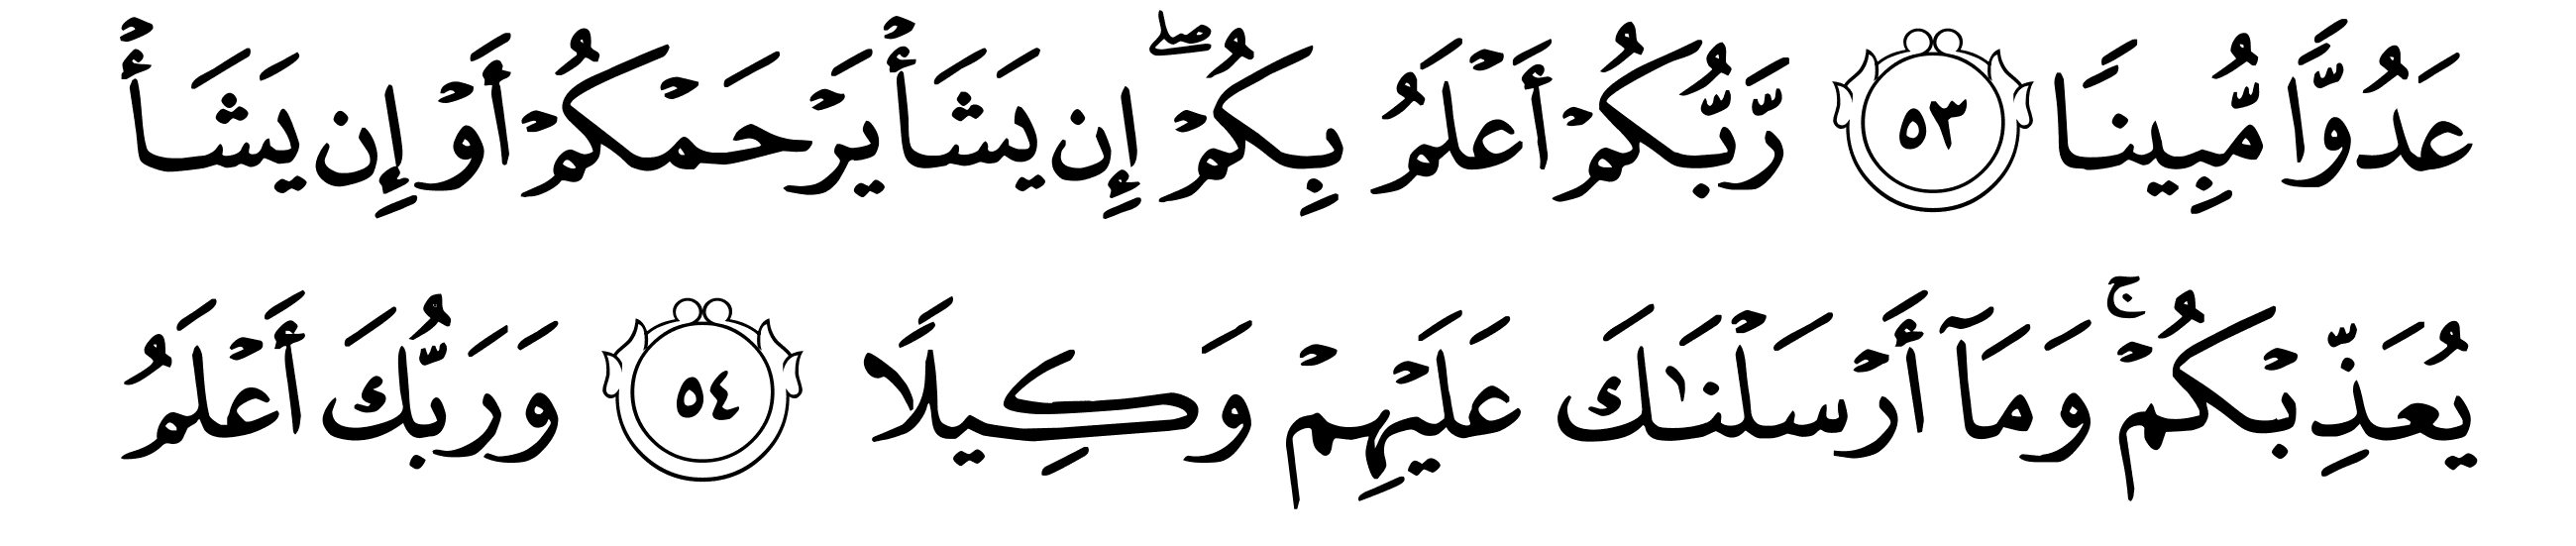 عَدُوًّا مُّبِينًا ٥٣ رَّبُّكُمْ أَعْلَمُ بِكُمْ ۖ إِن يَشَأْ يَرْحَمْكُمْ أَوْ إِن يَشَأْ
يُعَذِّبْكُمْ ۚ وَمَآ أَرْسَلْنَٰكَ عَلَيْهِمْ وَكِيلًا ٥٤ وَرَبُّكَ أَعْلَمُ